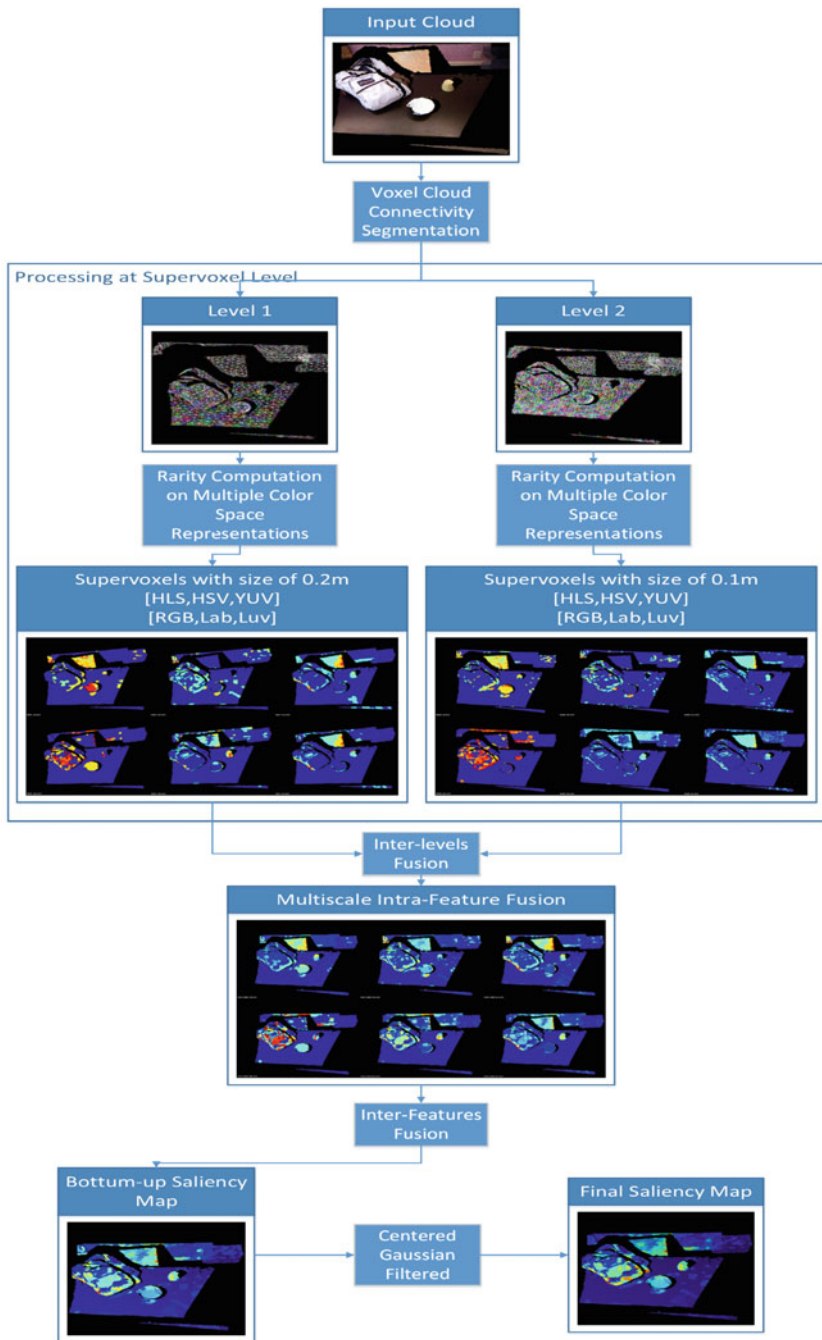 Input Cloud
Voxel Cloud
Connectivity
Segmentation
Processing at Supervoxel Level
Level 1
Level 2
Rarity Computation
on Multiple Color
Space
Representations
Rarity Computation
on Multiple Color
Space
Representations
Supervoxels with size of 0.2m
[HLS,HSV,YUV]
[RGB,Lab,Luv]
Supervoxels with size of 0.1m
[HLS,HSV,YUV]
[RGB,Lab,Luv]
Inter-levels
Fusion
Multiscale Intra-Feature Fusion
Inter-Features
Fusion
Bottum-up Saliency
Map
Centered
Gaussian
Filtered
Final Saliency Map